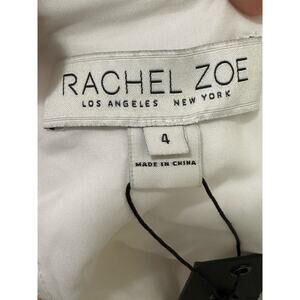 RACHEL ZOE
LOS ANGELES NEW YORK
4
MADE IN CHINA